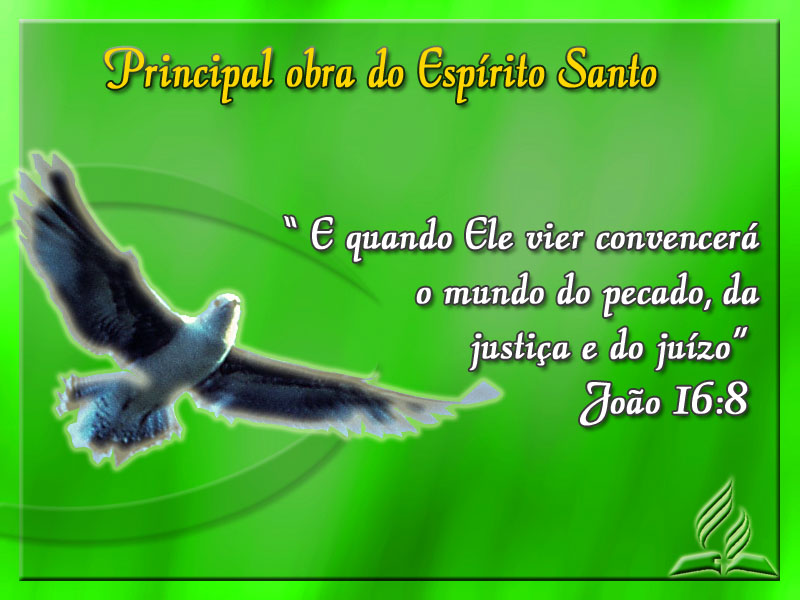 Principal obra do Espírito Santo
“ E quando Ele vier convencerá
o mundo do pecado, da
justiça e do juízo”
João 16:8